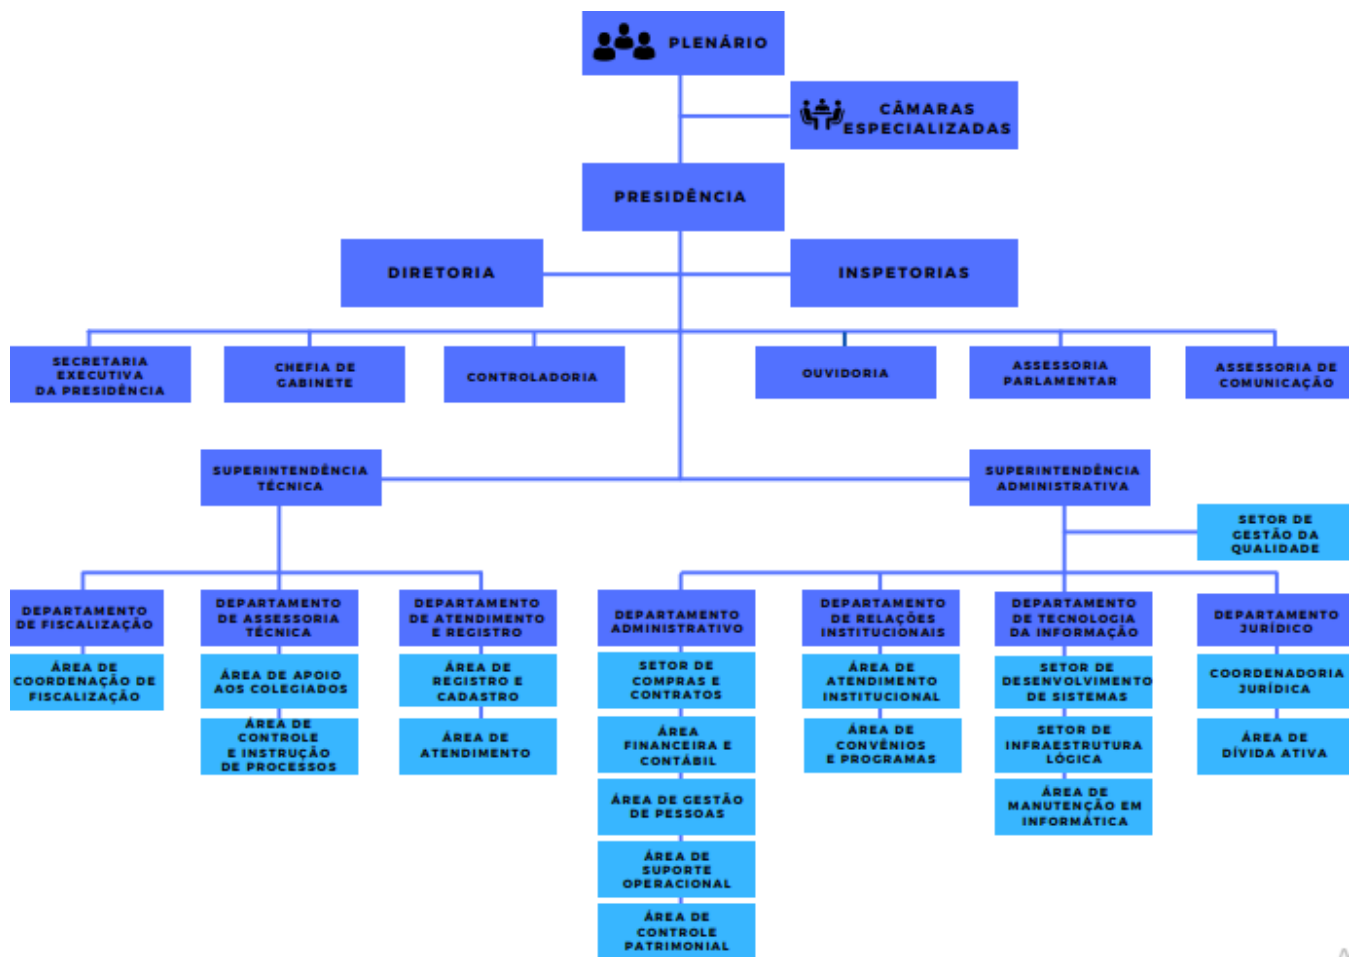 PLENÁRIO
CÂMARAS
ESPECIALIZADAS
PRESIDÊNCIA
DIRETORIA
INSPETORIAS
SECRETARIA
EXECUTIVA
DA PRESIDÊNCIA
CHEFIA DE
GABINETE
CONTROLADORIA
OUVIDORIA
ASSESSORIA
PARLAMENTAR
ASSESSORIA DE
COMUNICAÇÃO
SUPERINTENDÊNCIA
TÉCNICA
SUPERINTENDÊNCIA
ADMINISTRATIVA
SETOR DE
GESTÃO DA
QUALIDADE
DEPARTAMENTO
DE FISCALIZAÇÃO
ÁREA DE
COORDENAÇÃO DE
FISCALIZAÇÃO
DEPARTAMENTO
DE ASSESSORIA
TÉCNICA
ÁREA DE APOIO
AOS COLEGIADOS
ÁREA DE
CONTROLE
E INSTRUÇÃO
DE PROCESSOS
DEPARTAMENTO
DE ATENDIMENTO
E REGISTRO
ÁREA DE
REGISTRO E
CADASTRO
ÁREA DE
ATENDIMENTO
DEPARTAMENTO
ADMINISTRATIVO
SETOR DE
COMPRAS E
CONTRATOS
ÁREA
FINANCEIRA E
CONTÁBIL
ÁREA DE GESTÃO
DE PESSOAS
ÁREA DE
SUPORTE
OPERACIONAL
ÁREA DE
CONTROLE
PATRIMONIAL
DEPARTAMENTO
DE RELAÇÕES
INSTITUCIONAIS
ÁREA DE
ATENDIMENTO
INSTITUCIONAL
ÁREA DE
CONVÊNIOS
E PROGRAMAS
DEPARTAMENTO
DE TECNOLOGIA
DA INFORMAÇÃO
SETOR DE
DESENVOLVIMENTO
DE SISTEMAS
SETOR DE
INFRAESTRUTURA
LÓGICA
ÁREA DE
MANUTENÇÃO EM
INFORMÁTICA
DEPARTAMENTO
JURÍDICO
COORDENADORIA
JURÍDICA
ÁREA DE
DÍVIDA ATIVA